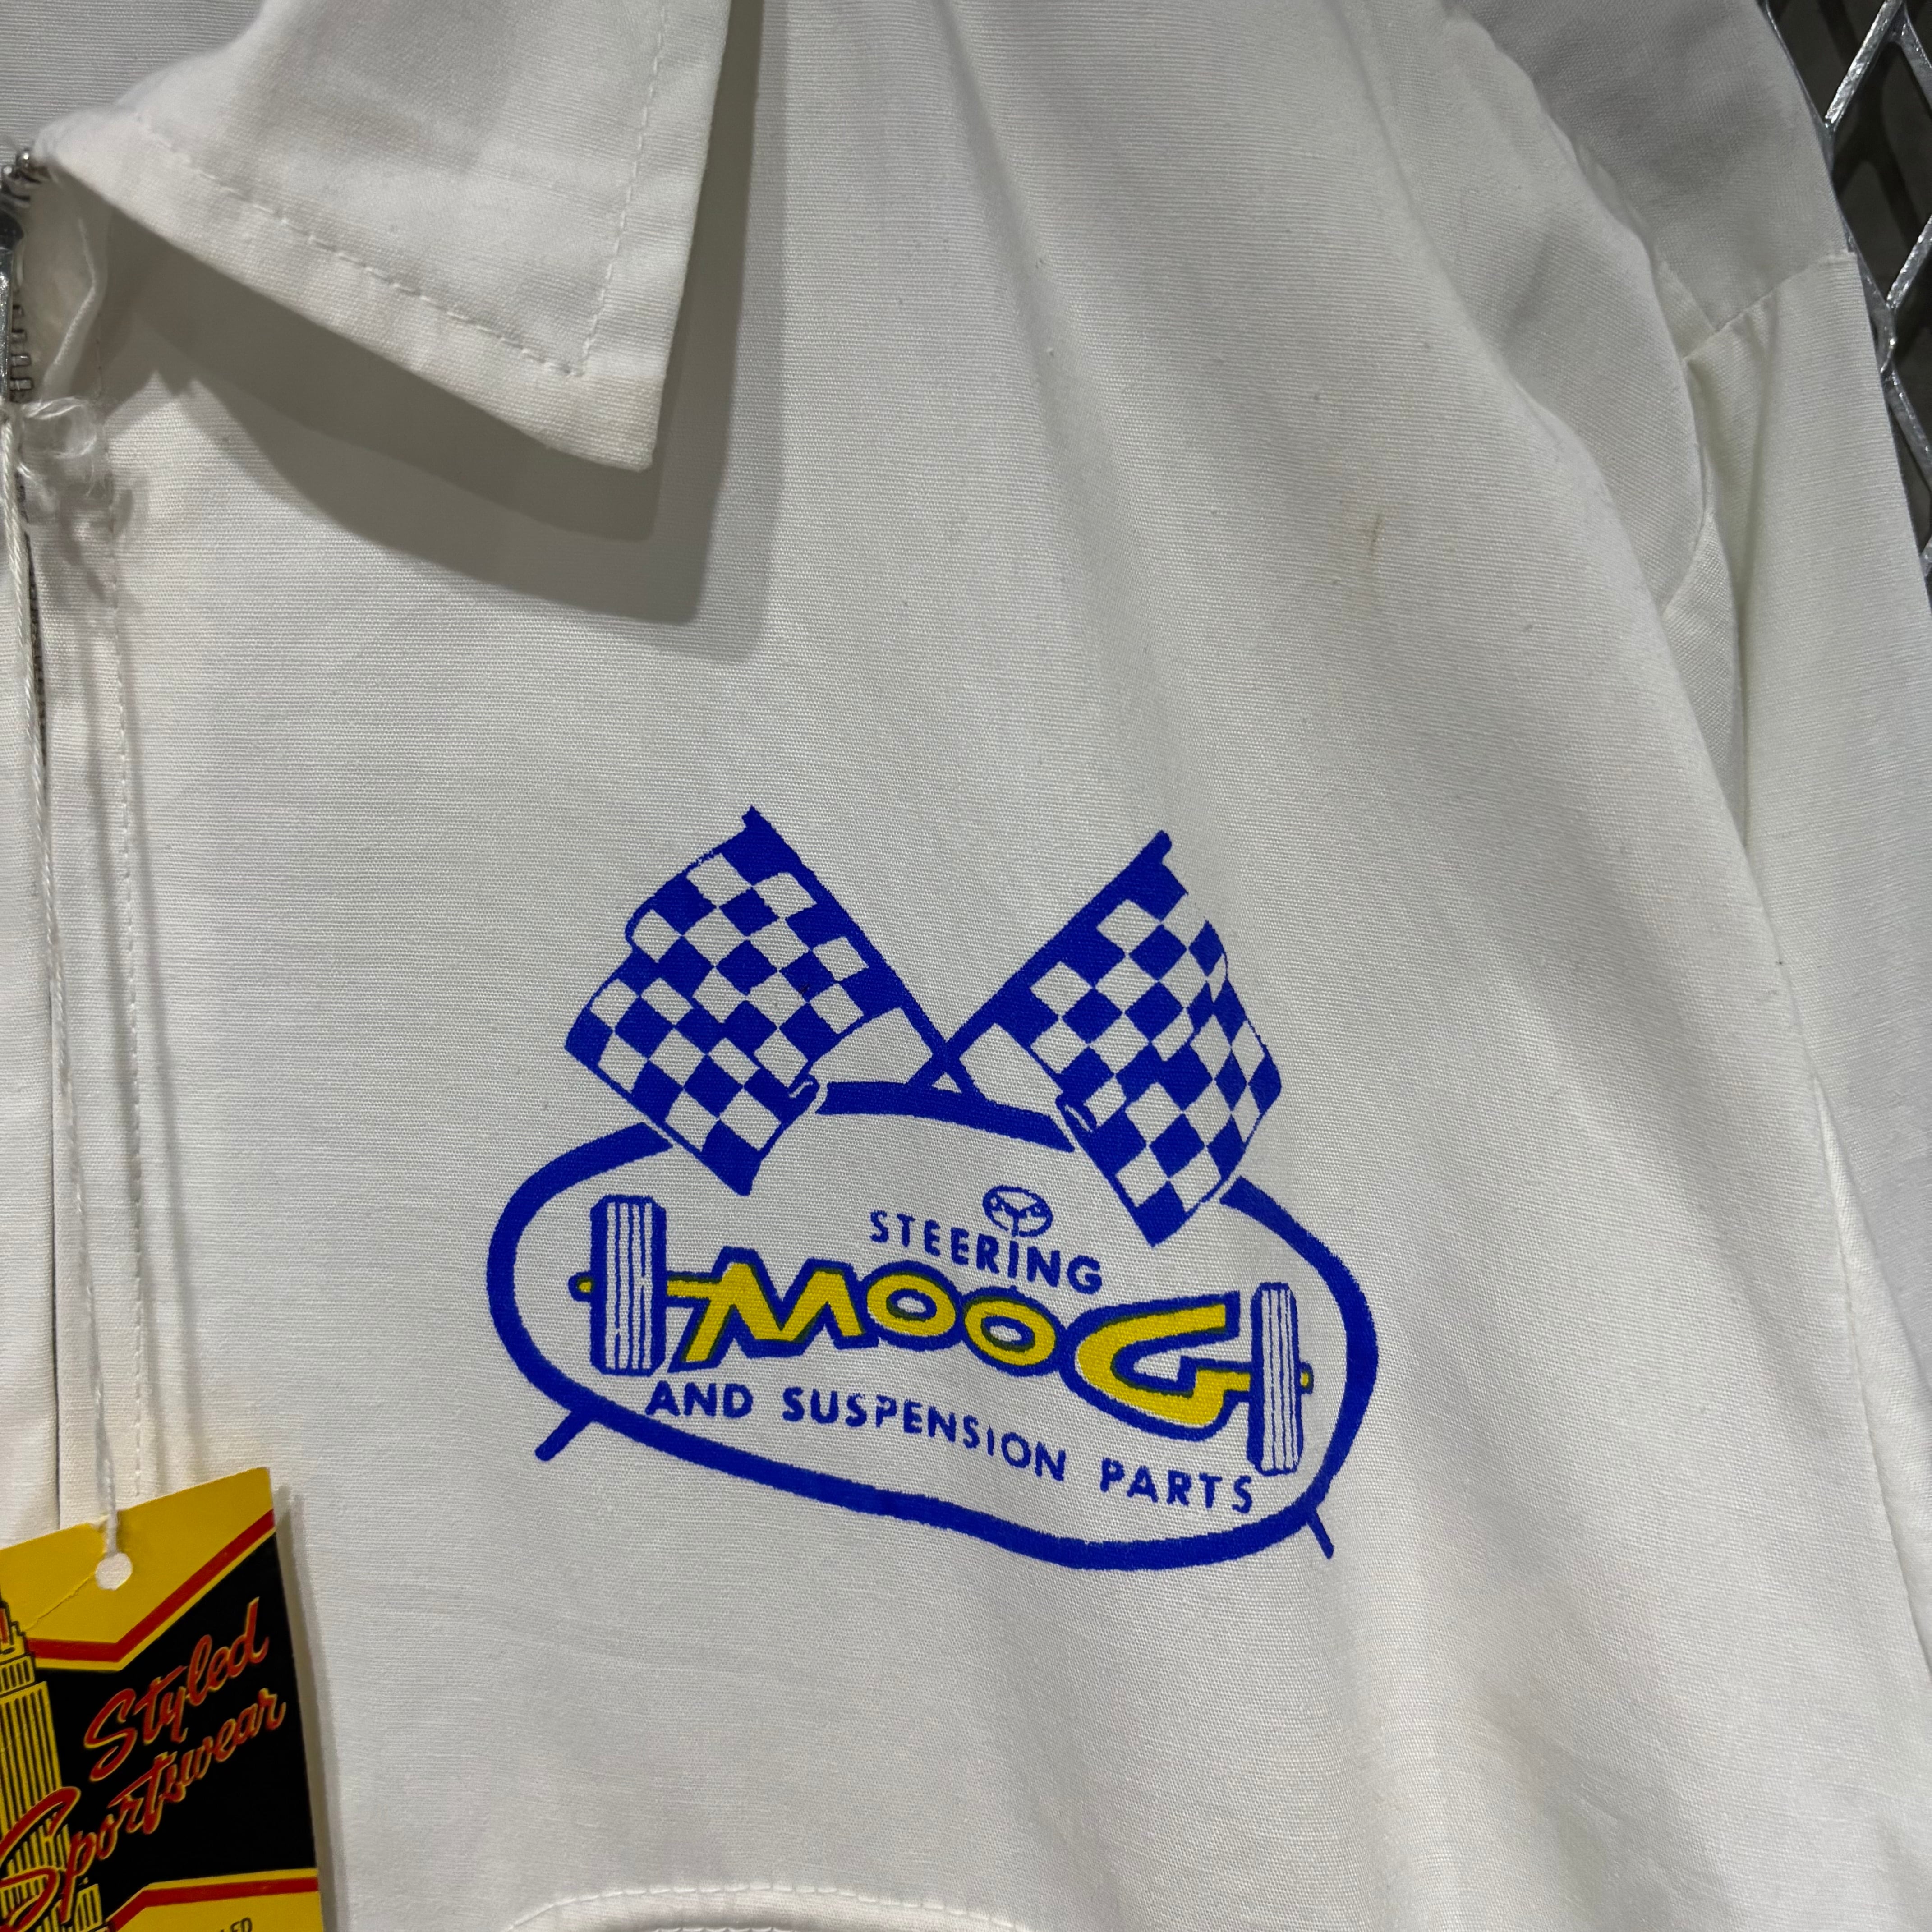 STEERING
MOOG
AND SUSPENSION PARTS
Styled
Sportswear